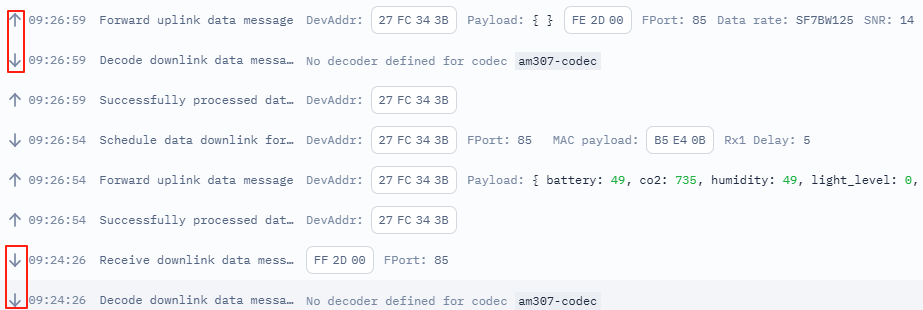 09:26:59 Forward uplink data message DevAddr: 27 FC 34 3B Payload: { } FE 2D 00 FPort: 85 Data rate: SF7BW125 SNR: 14
09:26:59 Decode downlink data messa… No decoder defined for codec am307-codec
09:26:59 Successfully processed dat… DevAddr: 27 FC 34 3B
09:26:54 Schedule data downlink for… DevAddr: 27 FC 34 3B FPort: 85 MAC payload: B5 E4 0B Rx1 Delay: 5
09:26:54 Forward uplink data message DevAddr: 27 FC 34 3B Payload: { battery: 49, co2: 735, humidity: 49, light_level: 0,
09:26:54 Successfully processed dat… DevAddr: 27 FC 34 3B
09:24:26 Receive downlink data mess… FF 2D 00 FPort: 85
09:24:26 Decode downlink data messa… No decoder defined for codec am307-codec